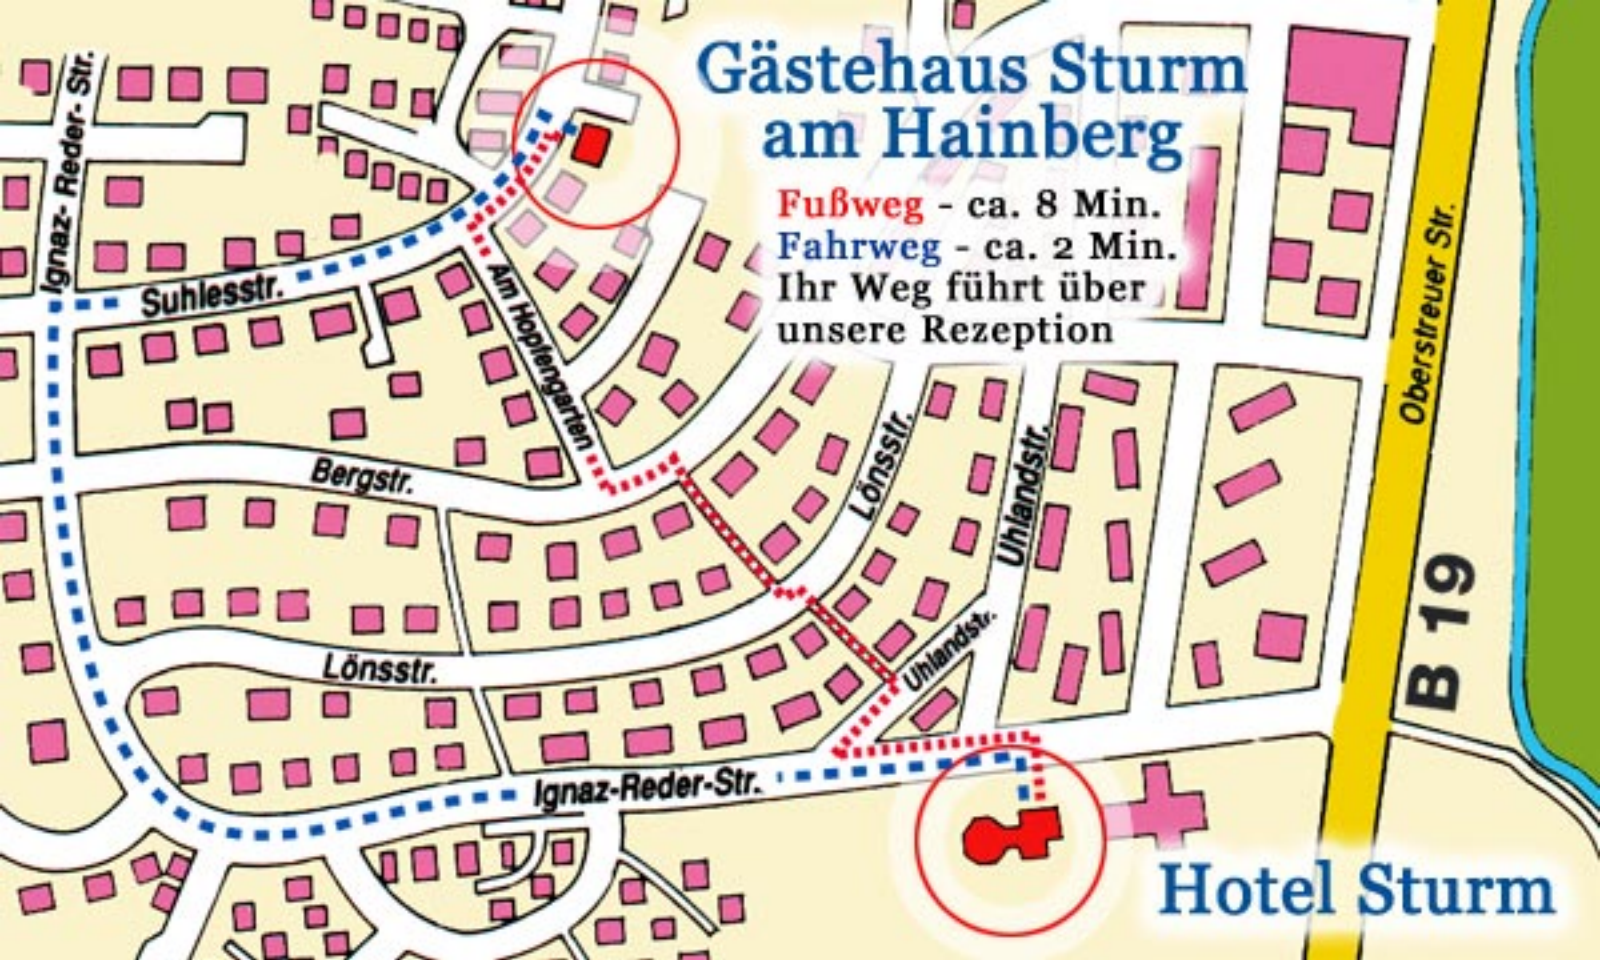 Gästehaus Sturm
am Hainberg
Fußweg - ca. 8 Min.
Fahrweg - ca. 2 Min.
Ihr Weg führt über
unsere Rezeption
Ignaz- Reder- Str.
Suhlesstr.
Am Hopfengarten
Oberstreuer Str.
Bergstr.
Lönsstr.
Uhlandstr.
B 19
Uhlandstr.
Lönsstr.
Ignaz-Reder-Str.
Hotel Sturm